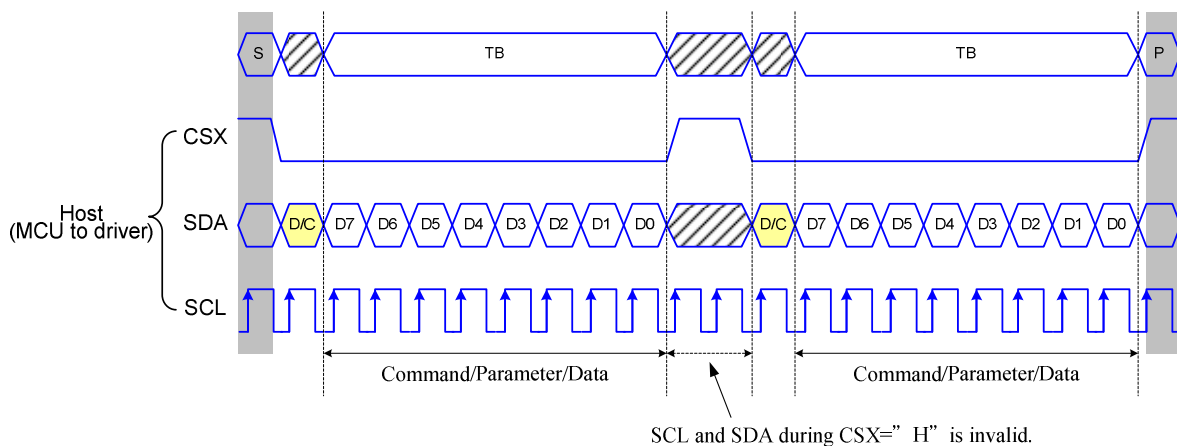 S TB TB P
CSX
Host
(MCU to driver)
SDA D/C D7 D6 D5 D4 D3 D2 D1 D0 D/C D7 D6 D5 D4 D3 D2 D1 D0
SCL
Command/Parameter/Data Command/Parameter/Data
SCL and SDA during CSX=” H” is invalid.